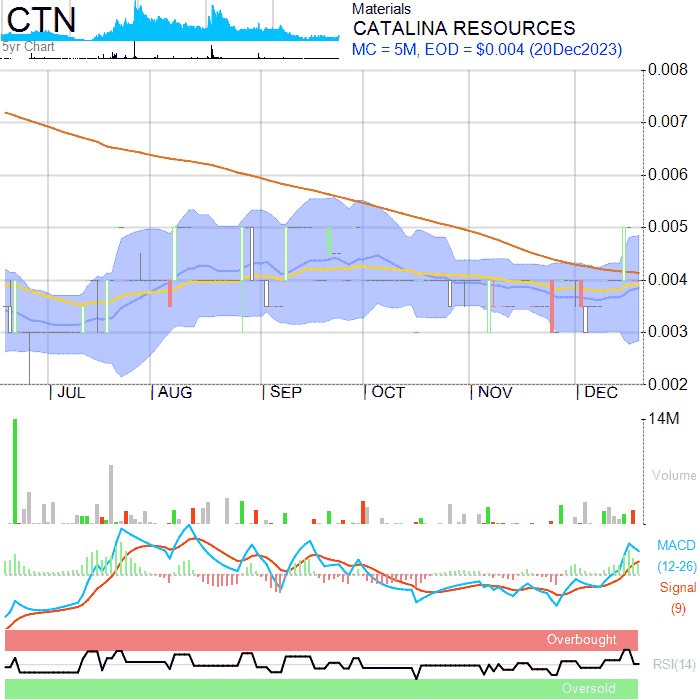 CTN
5yr Chart
Materials
CATALINA RESOURCES
MC = 5M, EOD = $0.004 (20Dec2023)
0.008
0.007
0.006
0.005
0.004
0.003
0.002
JUL AUG SEP OCT NOV DEC
14M
Volume
MACD
(12-26)
Signal
(9)
Overbought
RSI(14)
Oversold